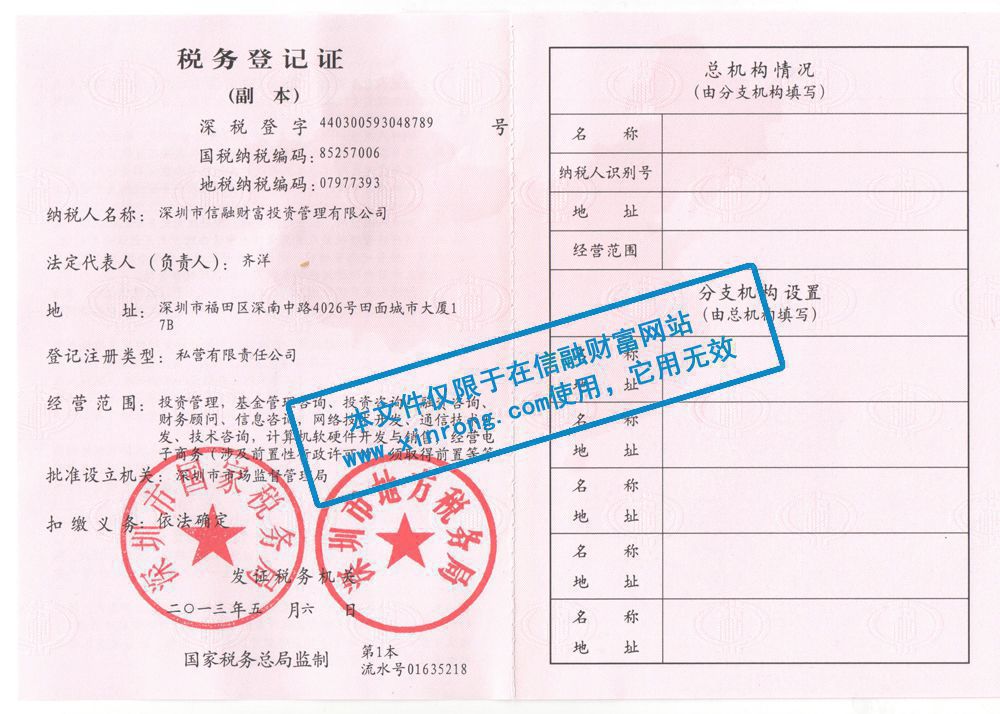 税务登记证
(副 本)
深 税 登 字 440300593048789 号
国税纳税编码:85257006
地税纳税编码:07977393
纳税人名称: 深圳市信融财富投资管理有限公司
法定代表人(负责人): 齐洋
地 址: 深圳市福田区深南中路4026号田面城市大厦1
7B
登记注册类型: 私营有限责任公司
经 营 范 围: 投资管理，基金管理咨询、投资咨询、融资咨询、
财务顾问、信息咨询，网络技术开发、通信技术开
发、技术咨询，计算机软硬件开发与销售，经营电
子商务(涉及前置性行政许可 须取得前置等等
批准设立机关: 深圳市市场监督管理局
扣 缴 义 务: 依法确定
深圳市国家税务局
深圳市地方税务局
发证税务机关
二〇一三年五 月六 日
国家税务总局监制
第1本
流水号01635218
本文件仅限于在信融财富网站
www.xinrong.com使用，它用无效
总机构情况
(由分支机构填写)
名 称
纳税人识别号
地 址
经营范围
分支机构设置
(由总机构填写)
名 称
地 址
名 称
地 址
名 称
地 址
名 称
地 址
名 称
地 址